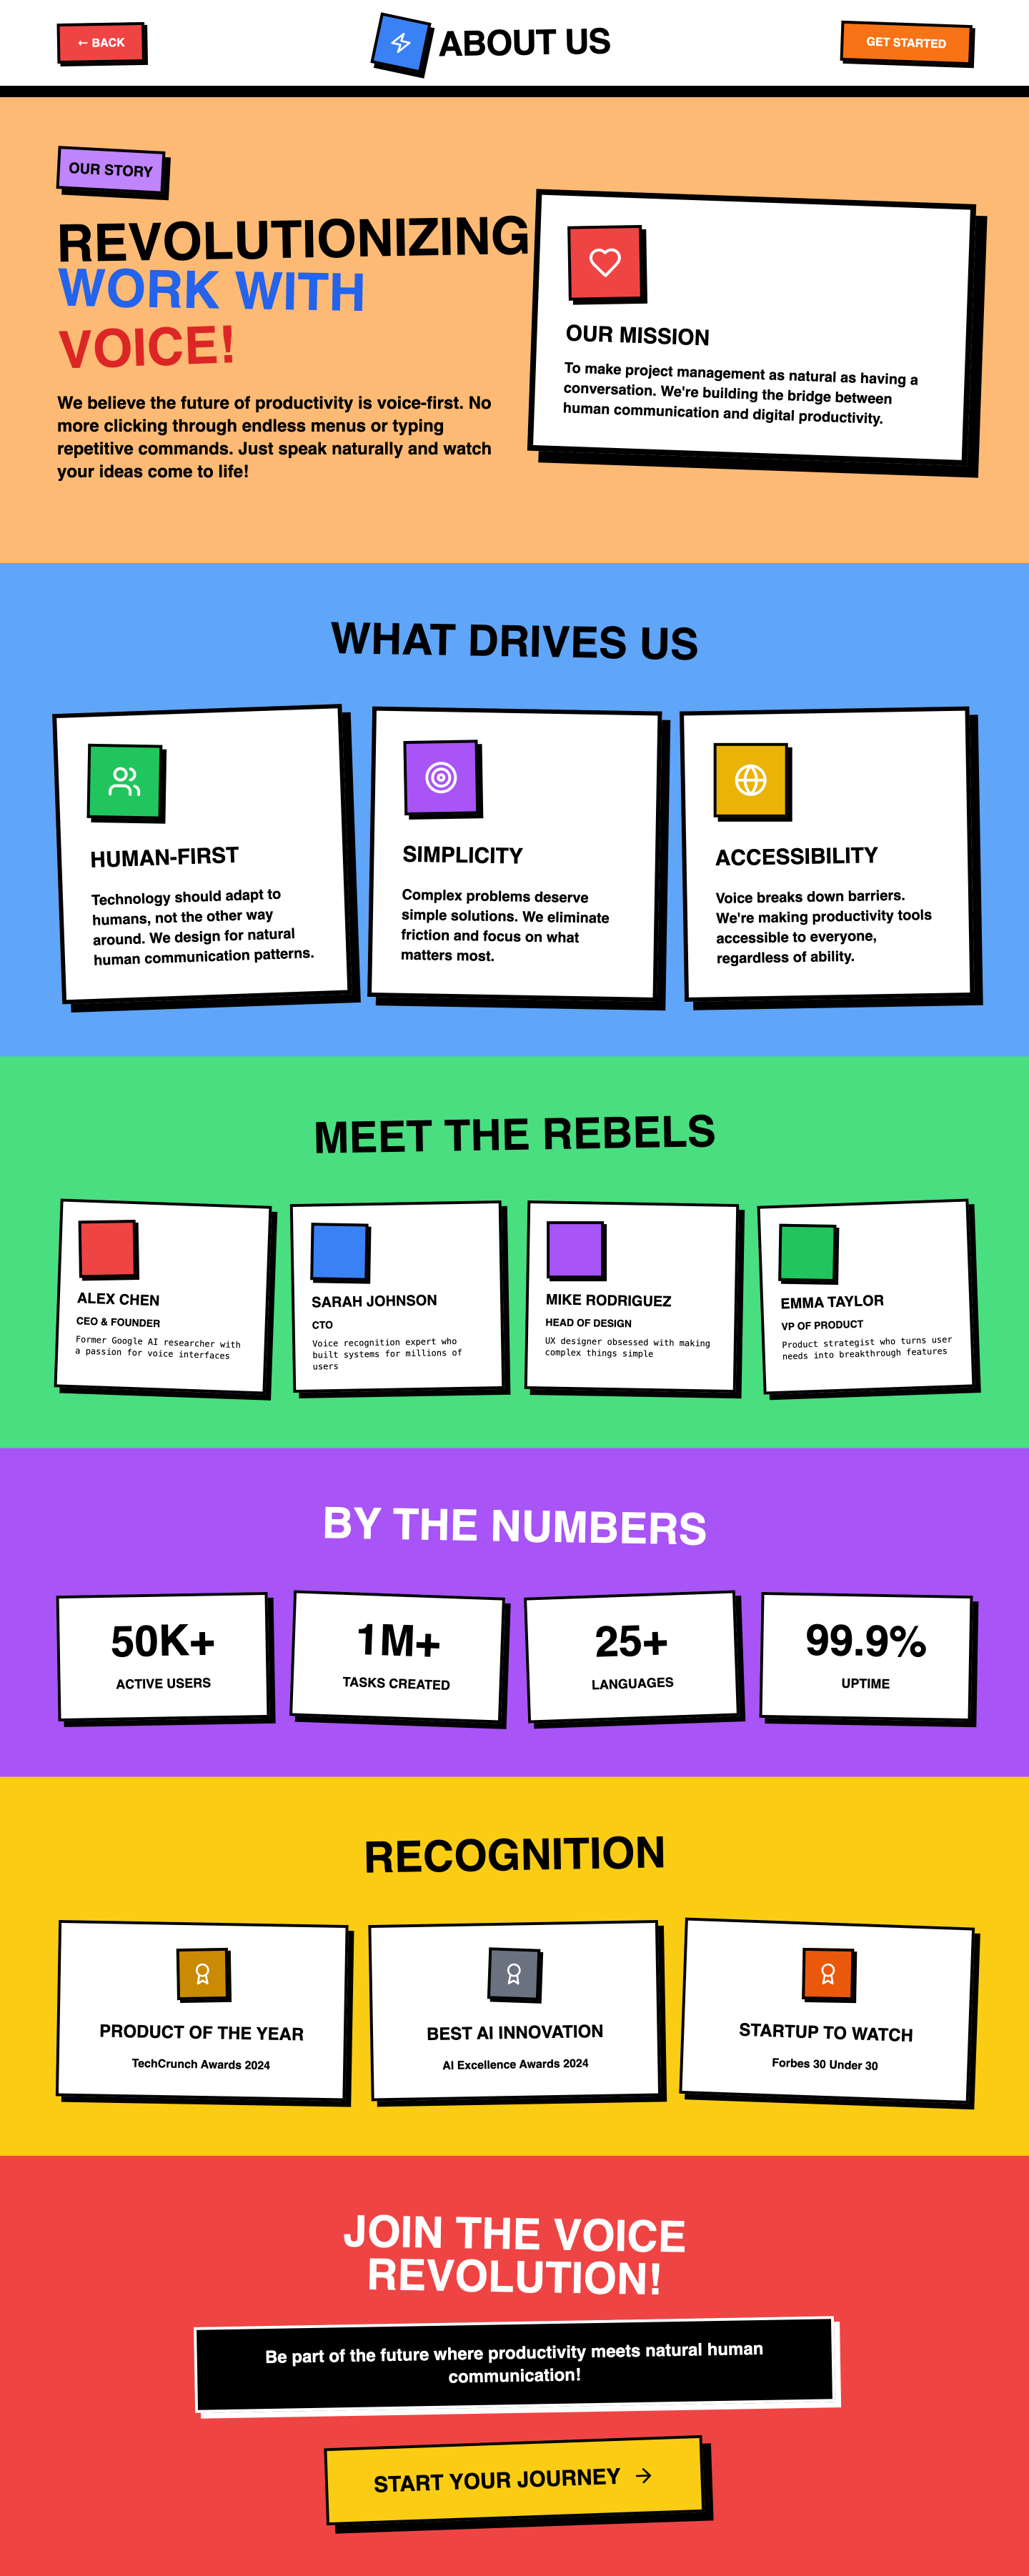 ← BACK
ABOUT US
GET STARTED
OUR STORY
REVOLUTIONIZING
WORK WITH
VOICE!
We believe the future of productivity is voice-first. No
more clicking through endless menus or typing
repetitive commands. Just speak naturally and watch
your ideas come to life!
OUR MISSION
To make project management as natural as having a
conversation. We're building the bridge between
human communication and digital productivity.
WHAT DRIVES US
HUMAN-FIRST
Technology should adapt to
humans, not the other way
around. We design for natural
human communication patterns.
SIMPLICITY
Complex problems deserve
simple solutions. We eliminate
friction and focus on what
matters most.
ACCESSIBILITY
Voice breaks down barriers.
We're making productivity tools
accessible to everyone,
regardless of ability.
MEET THE REBELS
ALEX CHEN
CEO & FOUNDER
Former Google AI researcher with
a passion for voice interfaces
SARAH JOHNSON
CTO
Voice recognition expert who
built systems for millions of
users
MIKE RODRIGUEZ
HEAD OF DESIGN
UX designer obsessed with making
complex things simple
EMMA TAYLOR
VP OF PRODUCT
Product strategist who turns user
needs into breakthrough features
BY THE NUMBERS
50K+
ACTIVE USERS
1M+
TASKS CREATED
25+
LANGUAGES
99.9%
UPTIME
RECOGNITION
PRODUCT OF THE YEAR
TechCrunch Awards 2024
BEST AI INNOVATION
AI Excellence Awards 2024
STARTUP TO WATCH
Forbes 30 Under 30
JOIN THE VOICE
REVOLUTION!
Be part of the future where productivity meets natural human
communication!
START YOUR JOURNEY →